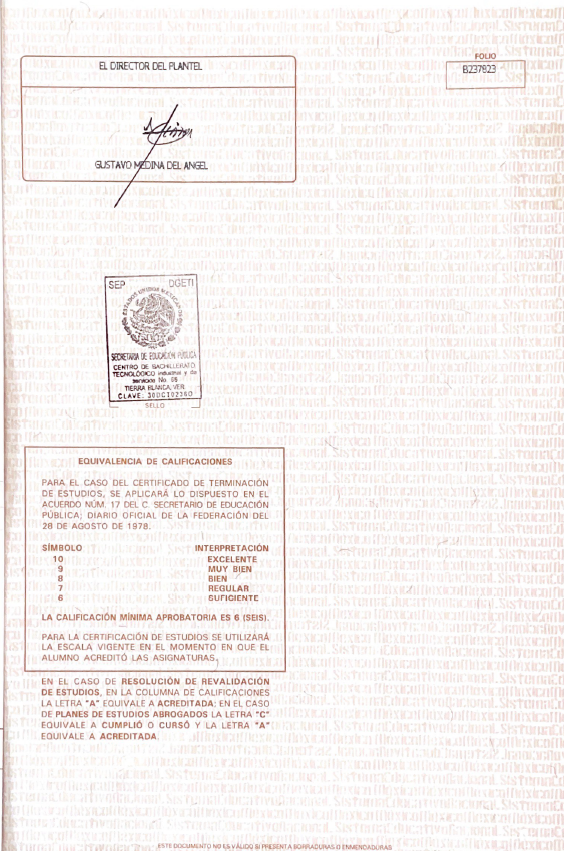 EL DIRECTOR DEL PLANTEL
FOLIO
B237823
GUSTAVO MEDINA DEL ANGEL
SEP DGETI
ESTADOS UNIDOS MEXICANOS
SECRETARIA DE EDUCACIÓN PÚBLICA
CENTRO DE BACHILLERATO
TECNOLÓGICO industrial y de
servicios No. 05
TIERRA BLANCA, VER.
CLAVE: 30DCT0226O
SELLO
EQUIVALENCIA DE CALIFICACIONES
PARA EL CASO DEL CERTIFICADO DE TERMINACIÓN
DE ESTUDIOS, SE APLICARÁ LO DISPUESTO EN EL
ACUERDO NÚM. 17 DEL C. SECRETARIO DE EDUCACIÓN
PÚBLICA; DIARIO OFICIAL DE LA FEDERACIÓN DEL
28 DE AGOSTO DE 1978.
SÍMBOLO INTERPRETACIÓN
10 EXCELENTE
9 MUY BIEN
8 BIEN
7 REGULAR
6 SUFICIENTE
LA CALIFICACIÓN MÍNIMA APROBATORIA ES 6 (SEIS).
PARA LA CERTIFICACIÓN DE ESTUDIOS SE UTILIZARÁ
LA ESCALA VIGENTE EN EL MOMENTO EN QUE EL
ALUMNO ACREDITÓ LAS ASIGNATURAS.
EN EL CASO DE RESOLUCIÓN DE REVALIDACIÓN
DE ESTUDIOS, EN LA COLUMNA DE CALIFICACIONES
LA LETRA "A" EQUIVALE A ACREDITADA; EN EL CASO
DE PLANES DE ESTUDIOS ABROGADOS LA LETRA "C"
EQUIVALE A CUMPLIÓ O CURSÓ Y LA LETRA "A"
EQUIVALE A ACREDITADA.
ESTE DOCUMENTO NO ES VÁLIDO SI PRESENTA BORRADURAS O ENMENDADURAS